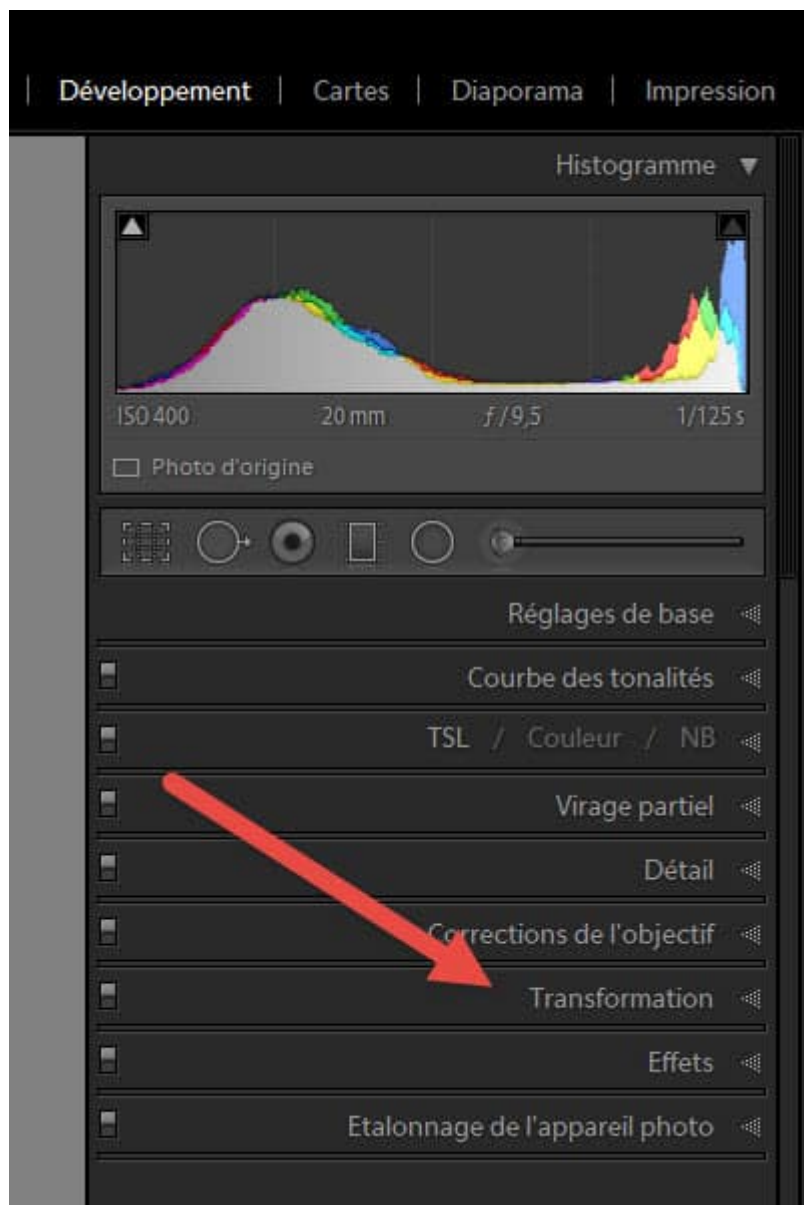 | Développement | Cartes | Diaporama | Impression
Histogramme
ISO 400 20 mm ƒ / 9,5 1/125 s
Photo d'origine
Réglages de base
Courbe des tonalités
TSL / Couleur / NB
Virage partiel
Détail
Corrections de l'objectif
Transformation
Effets
Etalonnage de l'appareil photo